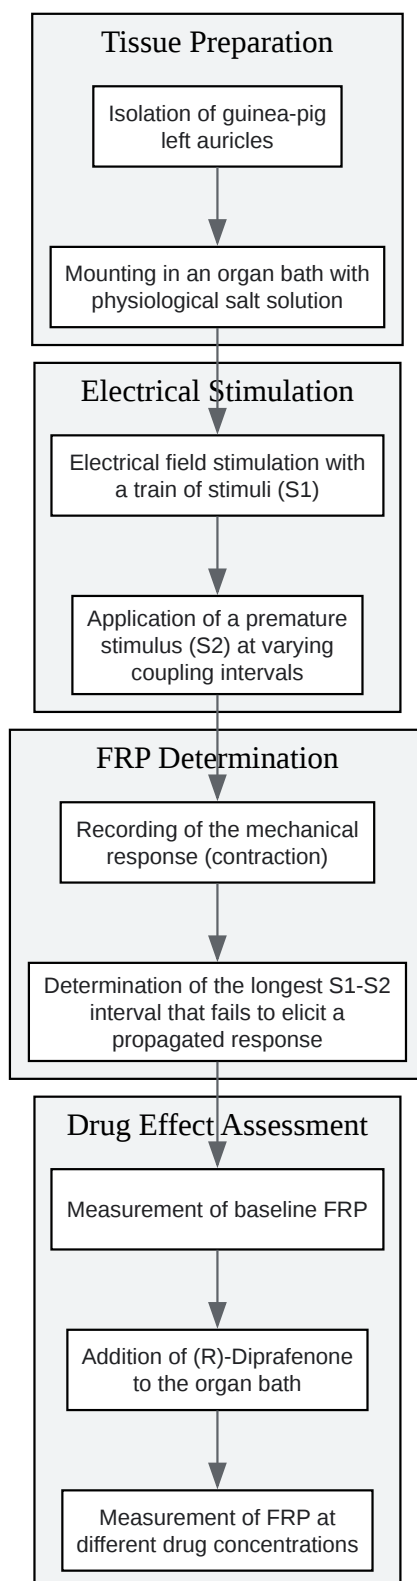 Tissue Preparation
Isolation of guinea-pig
left auricles
Mounting in an organ bath with
physiological salt solution
Electrical Stimulation
Electrical field stimulation with
a train of stimuli (S1)
Application of a premature
stimulus (S2) at varying
coupling intervals
FRP Determination
Recording of the mechanical
response (contraction)
Determination of the longest S1-S2
interval that fails to elicit a
propagated response
Drug Effect Assessment
Measurement of baseline FRP
Addition of (R)-Diprafenone
to the organ bath
Measurement of FRP at
different drug concentrations